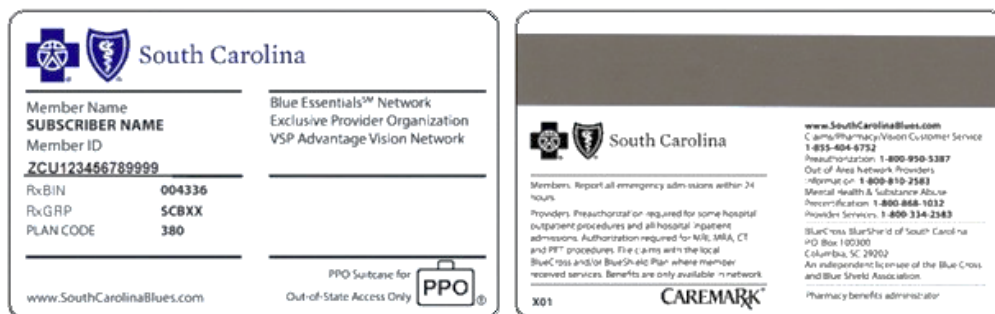 South Carolina
Member Name
SUBSCRIBER NAME
Member ID
ZCU123456789999
RxBIN 004336
RxGRP SCBXX
PLAN CODE 380
www.SouthCarolinaBlues.com
Blue Essentials℠ Network
Exclusive Provider Organization
VSP Advantage Vision Network
PPO Suitcase for
Out-of-State Access Only
PPO®
South Carolina
Members: Report all emergency admissions within 24
hours.
Providers: Preauthorization required for some hospital
outpatient procedures and all hospital inpatient
admissions. Authorization required for MRI, MRA, CT
and PET procedures. File claims with the local
BlueCross and/or BlueShield Plan where member
received services. Benefits are only available in network.
X01
CAREMARK®
www.SouthCarolinaBlues.com
Claims/Pharmacy/Vision Customer Service
1-855-404-6752
Preauthorization 1-800-950-5387
Out of Area Network Providers
Information 1-800-810-2583
Mental Health & Substance Abuse
Precertification 1-800-868-1032
Provider Services 1-800-334-2583
BlueCross BlueShield of South Carolina
PO Box 100300
Columbia, SC 29202
An independent licensee of the Blue Cross
and Blue Shield Association.
Pharmacy benefits administrator